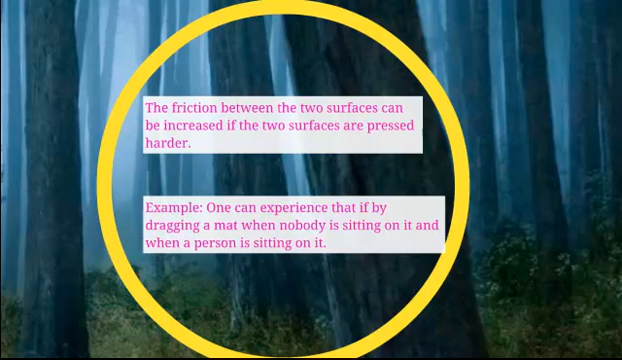 The friction between the two surfaces can
be increased if the two surfaces are pressed
harder.
Example: One can experience that if by
dragging a mat when nobody is sitting on it and
when a person is sitting on it.